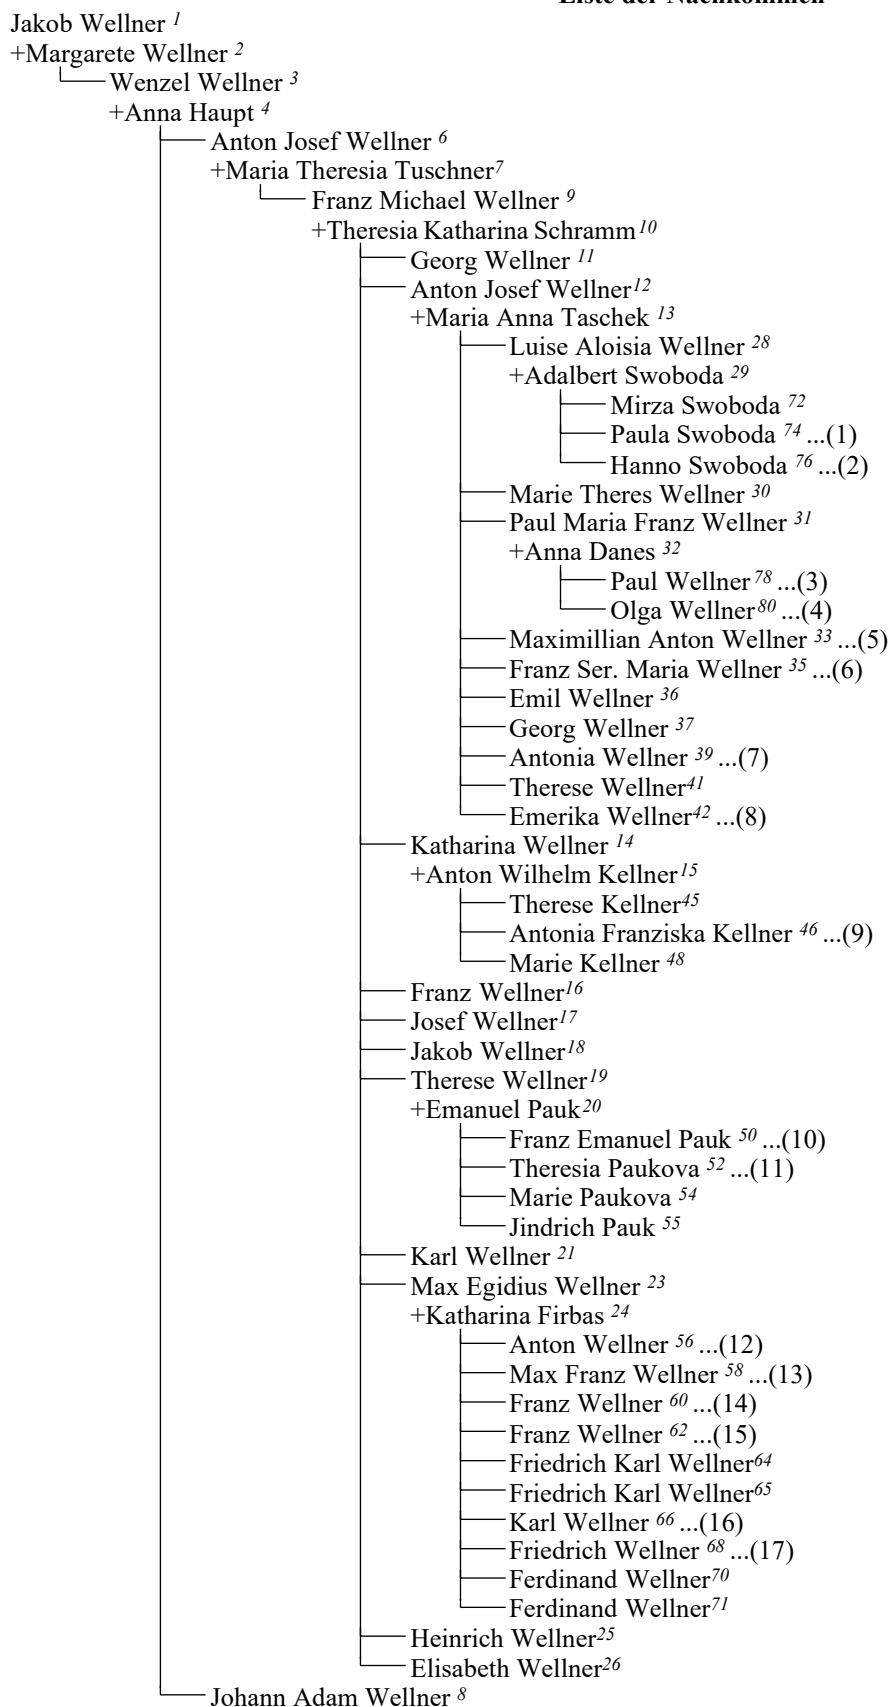 Liste der Nachkommen
Jakob Wellner 1
+Margarete Wellner 2
Wenzel Wellner 3
+Anna Haupt 4
Anton Josef Wellner 6
+Maria Theresia Tuschner7
Franz Michael Wellner 9
+Theresia Katharina Schramm10
Georg Wellner 11
Anton Josef Wellner12
+Maria Anna Taschek 13
Luise Aloisia Wellner 28
+Adalbert Swoboda 29
Mirza Swoboda 72
Paula Swoboda 74 ...(1)
Hanno Swoboda 76 ...(2)
Marie Theres Wellner 30
Paul Maria Franz Wellner 31
+Anna Danes 32
Paul Wellner78 ...(3)
Olga Wellner80 ...(4)
Maximillian Anton Wellner 33 ...(5)
Franz Ser. Maria Wellner 35 ...(6)
Emil Wellner 36
Georg Wellner 37
Antonia Wellner 39 ...(7)
Therese Wellner41
Emerika Wellner42 ...(8)
Katharina Wellner 14
+Anton Wilhelm Kellner15
Therese Kellner45
Antonia Franziska Kellner 46 ...(9)
Marie Kellner 48
Franz Wellner16
Josef Wellner17
Jakob Wellner18
Therese Wellner19
+Emanuel Pauk20
Franz Emanuel Pauk 50 ...(10)
Theresia Paukova 52 ...(11)
Marie Paukova 54
Jindrich Pauk 55
Karl Wellner 21
Max Egidius Wellner 23
+Katharina Firbas 24
Anton Wellner 56 ...(12)
Max Franz Wellner 58 ...(13)
Franz Wellner 60 ...(14)
Franz Wellner 62 ...(15)
Friedrich Karl Wellner64
Friedrich Karl Wellner65
Karl Wellner 66 ...(16)
Friedrich Wellner 68 ...(17)
Ferdinand Wellner70
Ferdinand Wellner71
Heinrich Wellner25
Elisabeth Wellner26
Johann Adam Wellner 8